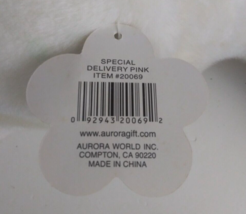 SPECIAL
DELIVERY PINK
ITEM #20069
0 92943 20069 2
www.auroragift.com
AURORA WORLD INC.
COMPTON, CA 90220
MADE IN CHINA